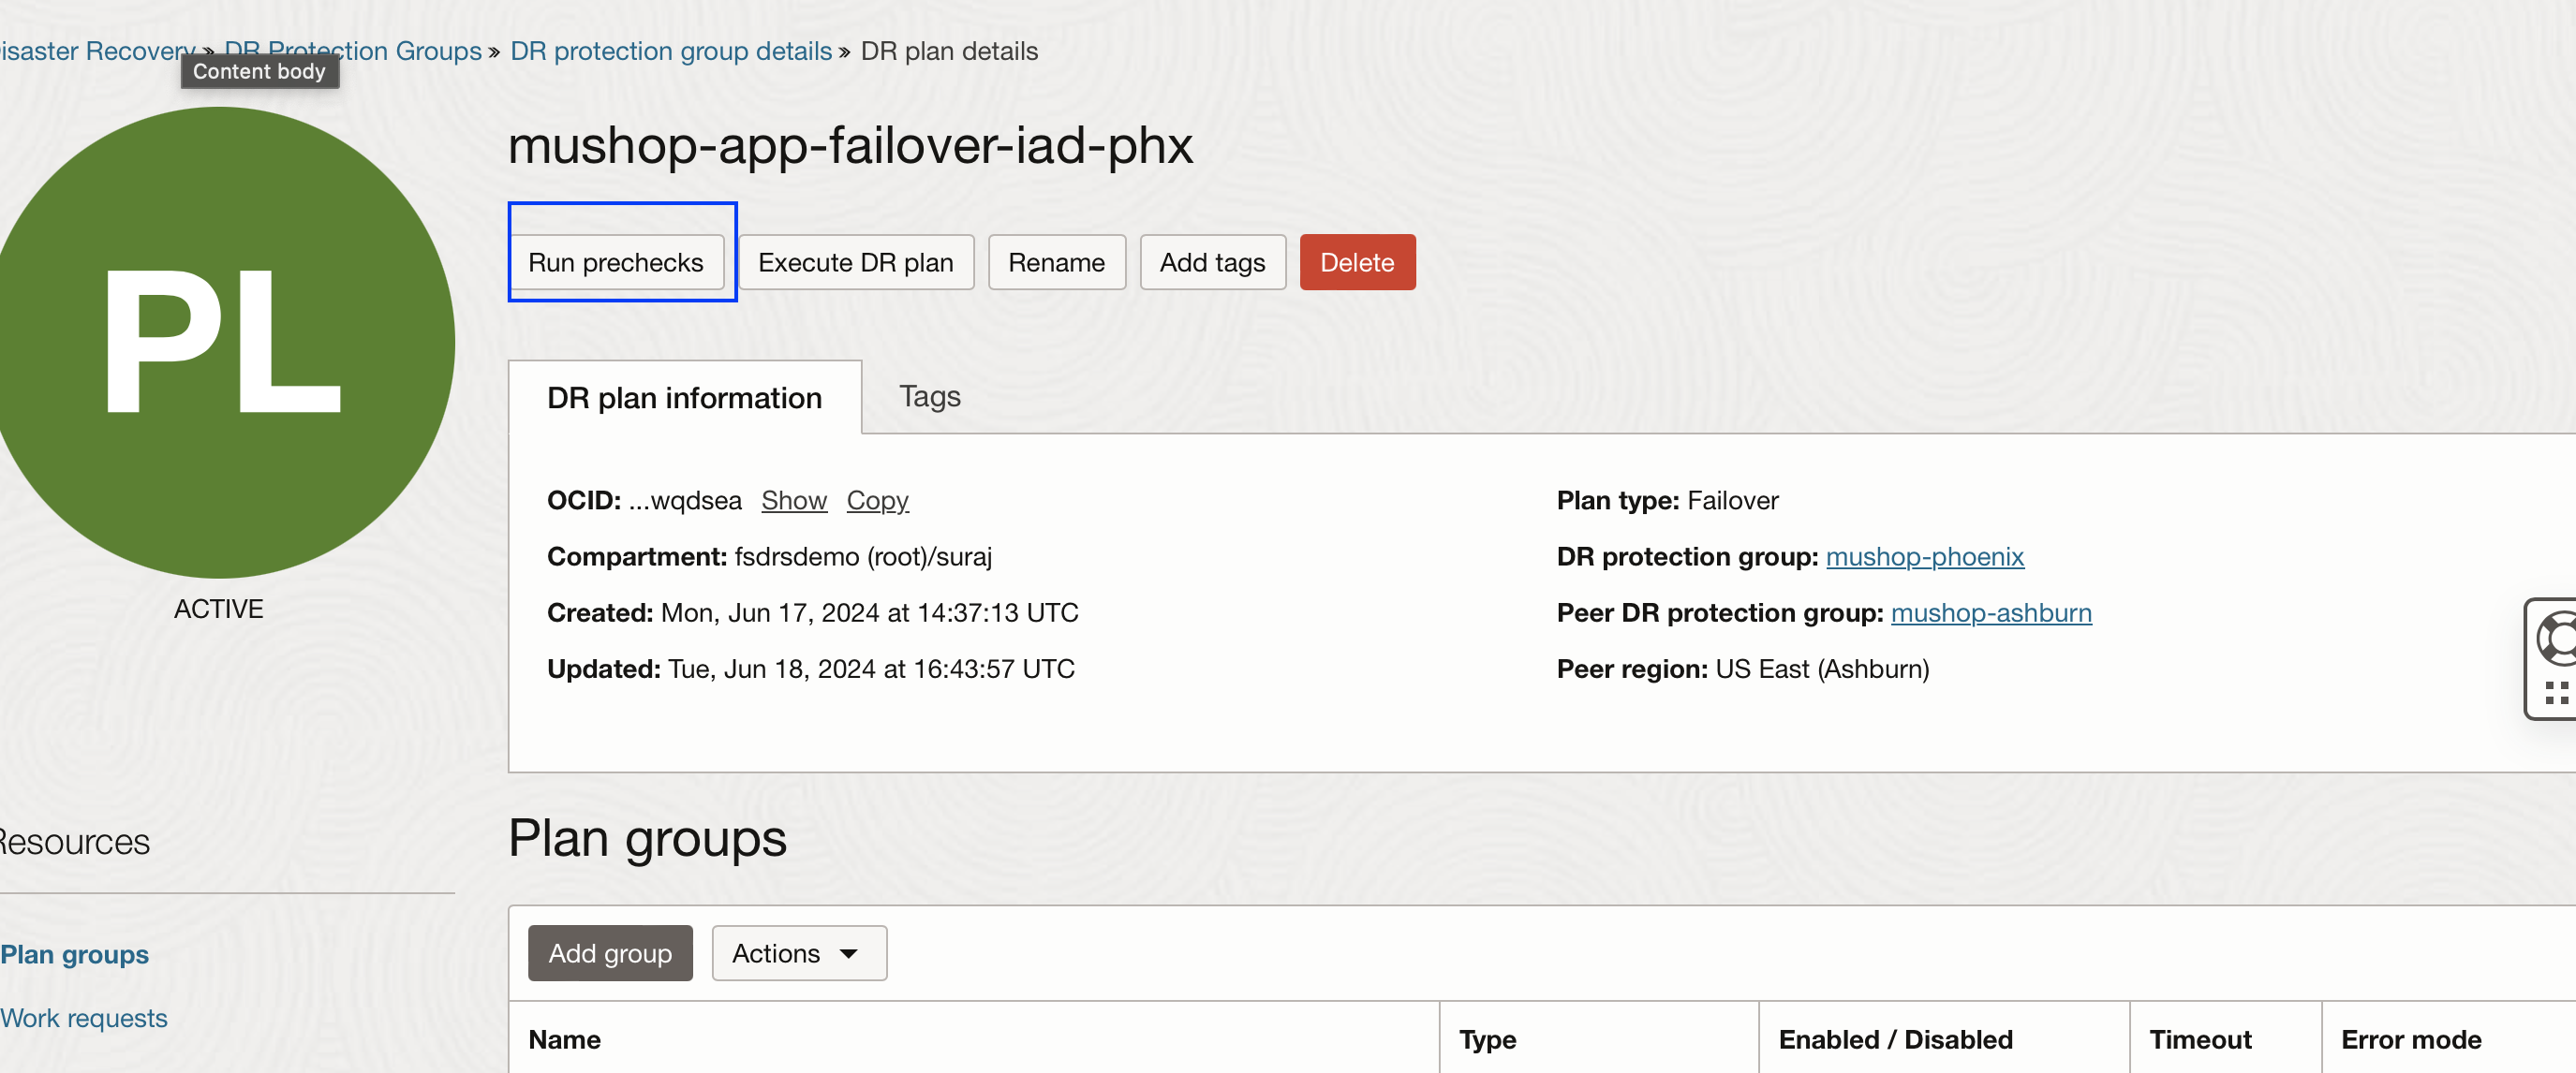 isaster Recovery » DR Protection Groups » DR protection group details » DR plan details
Content body
mushop-app-failover-iad-phx
Run prechecks Execute DR plan Rename Add tags Delete
PL
ACTIVE
DR plan information Tags
OCID: ...wqdsea Show Copy
Plan type: Failover
Compartment: fsdrsdemo (root)/suraj
DR protection group: mushop-phoenix
Created: Mon, Jun 17, 2024 at 14:37:13 UTC
Peer DR protection group: mushop-ashburn
Updated: Tue, Jun 18, 2024 at 16:43:57 UTC
Peer region: US East (Ashburn)
Resources
Plan groups
Work requests
Plan groups
Add group Actions
Name Type Enabled / Disabled Timeout Error mode